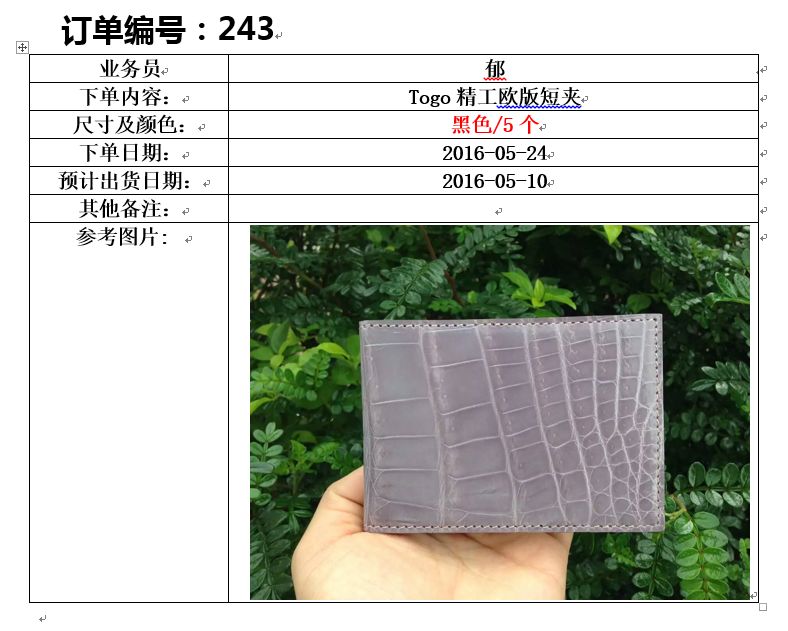 订单编号：243
业务员 郁
下单内容： Togo 精工欧版短夹
尺寸及颜色： 黑色/5 个
下单日期： 2016-05-24
预计出货日期： 2016-05-10
其他备注：
参考图片: